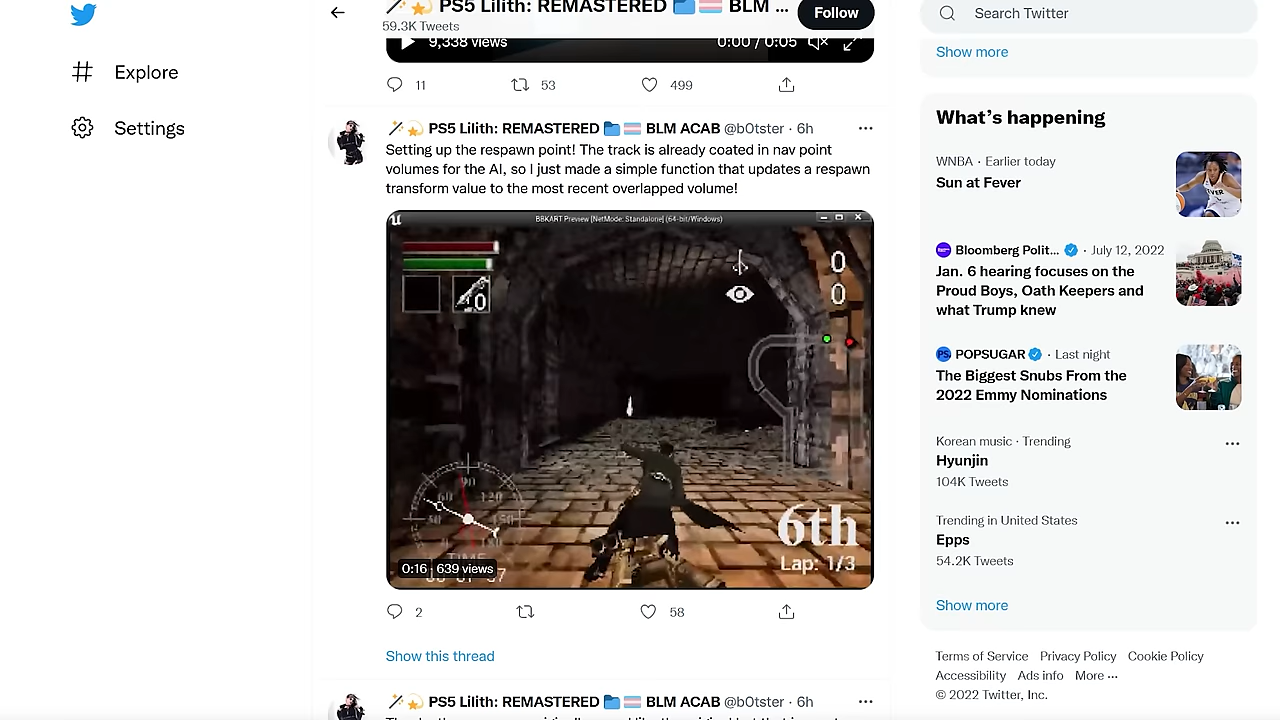 Explore
Settings
PS5 Lilith: REMASTERED BLM ...
59.3K Tweets
Follow
9,338 views
0:00 / 0:05
11
53
499
PS5 Lilith: REMASTERED BLM ACAB @b0tster · 6h
Setting up the respawn point! The track is already coated in nav point
volumes for the AI, so I just made a simple function that updates a respawn
transform value to the most recent overlapped volume!
BBKART Preview [NetMode: Standalone] (64-bit/Windows)
0
0
0
60
90
120
30
150
TIME
6th
Lap: 1/3
0:16
639 views
2
58
Show this thread
PS5 Lilith: REMASTERED BLM ACAB @b0tster · 6h
Search Twitter
Show more
What's happening
WNBA · Earlier today
Sun at Fever
Bloomberg Polit... · July 12, 2022
Jan. 6 hearing focuses on the
Proud Boys, Oath Keepers and
what Trump knew
PS
POPSUGAR · Last night
The Biggest Snubs From the
2022 Emmy Nominations
Korean music · Trending
Hyunjin
104K Tweets
Trending in United States
Epps
54.2K Tweets
Show more
Terms of Service Privacy Policy Cookie Policy
Accessibility Ads info More ···
© 2022 Twitter, Inc.